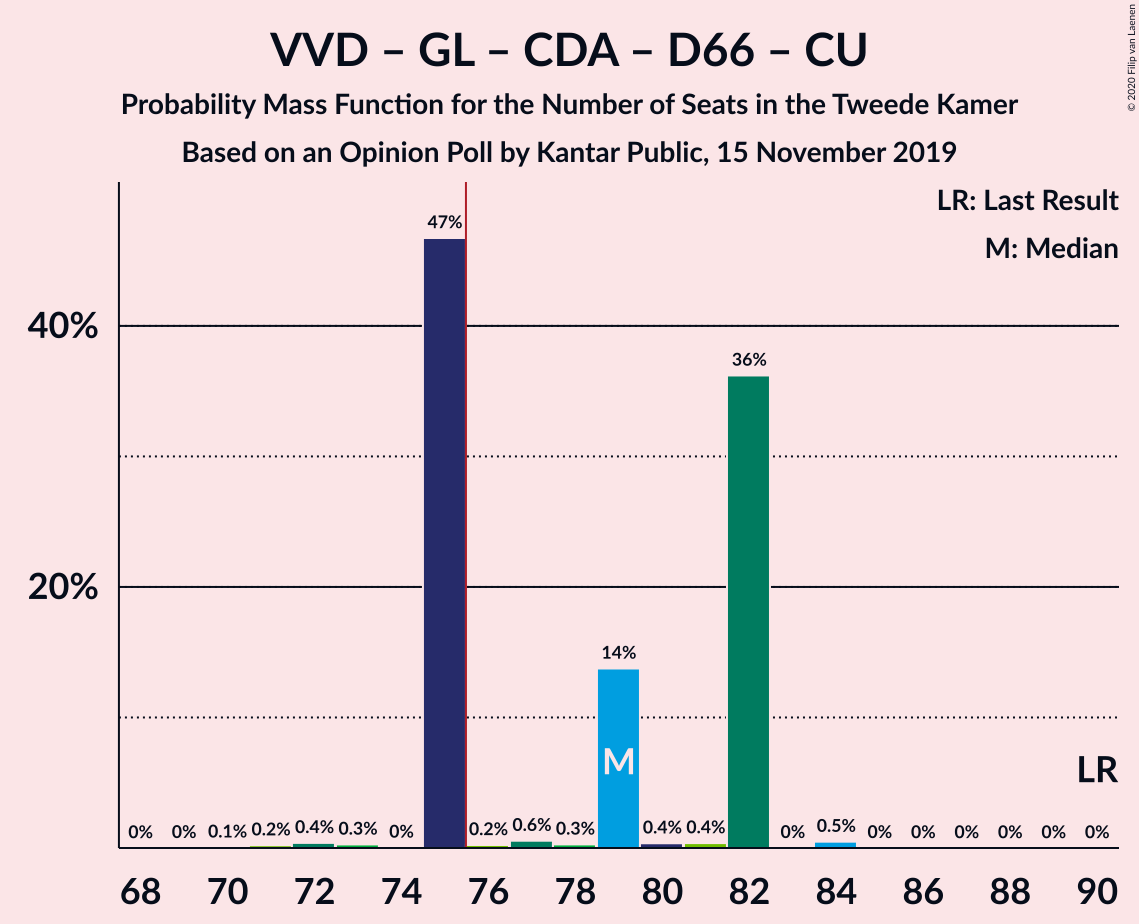 VVD – GL – CDA – D66 – CU
Probability Mass Function for the Number of Seats in the Tweede Kamer
Based on an Opinion Poll by Kantar Public, 15 November 2019
© 2020 Filip van Laenen
LR: Last Result
M: Median
47%
40%
36%
20%
14%
M
LR
0% 0% 0.1% 0.2% 0.4% 0.3% 0% 0.2% 0.6% 0.3% 0.4% 0.4% 0% 0.5% 0% 0% 0% 0% 0% 0%
68 70 72 74 76 78 80 82 84 86 88 90